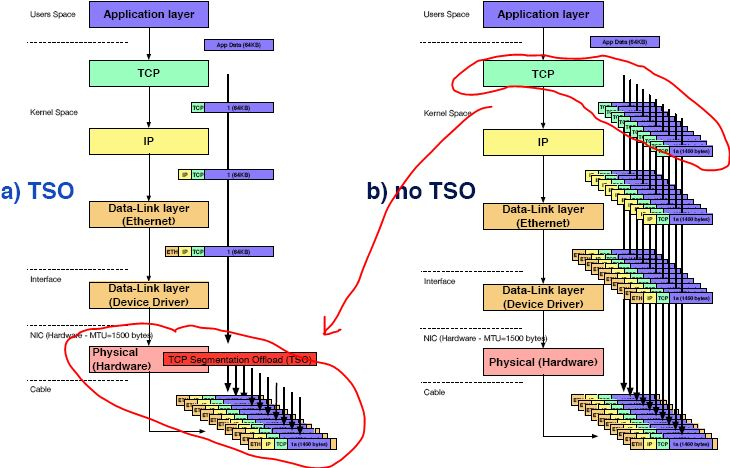 Users Space
Application layer
App Data (64KB)
TCP
TCP 1 (64KB)
Kernel Space
IP
IP TCP 1 (64KB)
a) TSO
Data-Link layer
(Ethernet)
ETH IP TCP 1 (64KB)
Interface
Data-Link layer
(Device Driver)
NIC (Hardware - MTU=1500 bytes)
Physical
(Hardware)
TCP Segmentation Offload (TSO)
Cable
ETH IP TCP 1a (1460 bytes)
Users Space
Application layer
App Data (64KB)
TCP
Kernel Space
TCP 1a (1460 bytes)
IP
b) no TSO
Data-Link layer
(Ethernet)
IP TCP 1a (1460 bytes)
Interface
Data-Link layer
(Device Driver)
ETH IP TCP 1a (1460 bytes)
NIC (Hardware - MTU=1500 bytes)
Physical (Hardware)
Cable
ETH IP TCP 1a (1460 bytes)